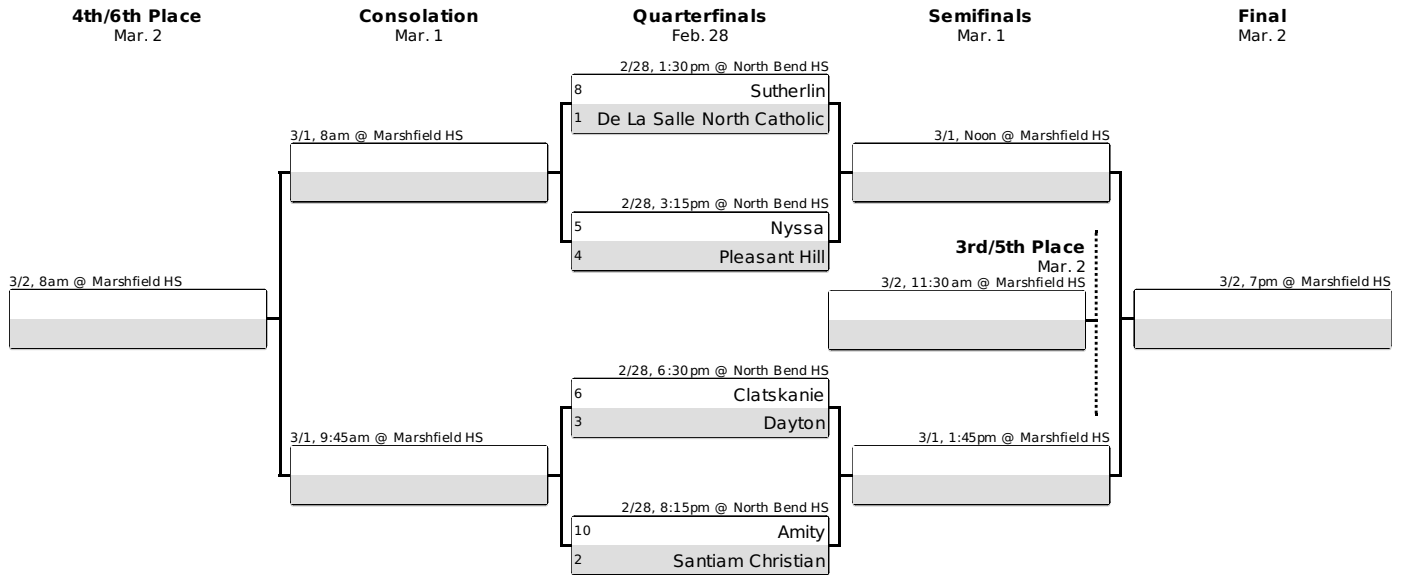 4th/6th Place
Mar. 2
Consolation
Mar. 1
Quarterfinals
Feb. 28
Semifinals
Mar. 1
Final
Mar. 2
2/28, 1:30pm @ North Bend HS
8 Sutherlin
1 De La Salle North Catholic
3/1, 8am @ Marshfield HS
3/1, Noon @ Marshfield HS
2/28, 3:15pm @ North Bend HS
5 Nyssa
4 Pleasant Hill
3rd/5th Place
Mar. 2
3/2, 8am @ Marshfield HS
3/2, 11:30am @ Marshfield HS
3/2, 7pm @ Marshfield HS
2/28, 6:30pm @ North Bend HS
6 Clatskanie
3 Dayton
3/1, 9:45am @ Marshfield HS
3/1, 1:45pm @ Marshfield HS
2/28, 8:15pm @ North Bend HS
10 Amity
2 Santiam Christian